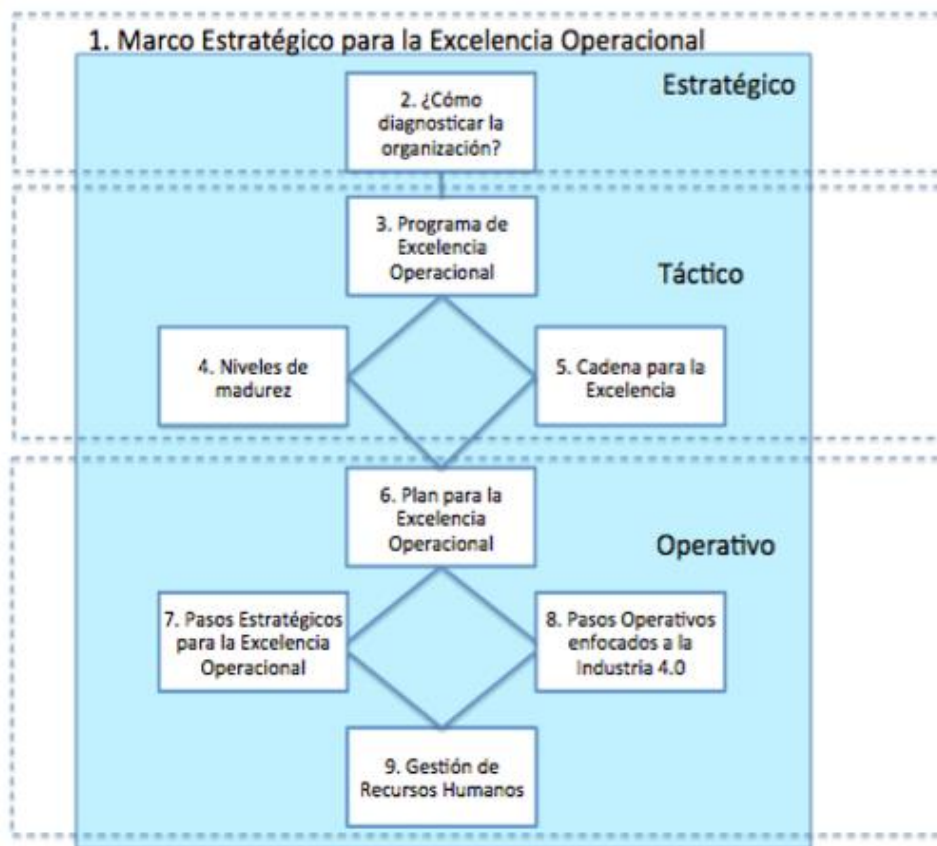 1. Marco Estratégico para la Excelencia Operacional
Estratégico
2. ¿Cómo
diagnosticar la
organización?
3. Programa de
Excelencia
Operacional
Táctico
4. Niveles de
madurez
5. Cadena para la
Excelencia
6. Plan para la
Excelencia
Operacional
Operativo
7. Pasos Estratégicos
para la Excelencia
Operacional
8. Pasos Operativos
enfocados a la
Industria 4.0
9. Gestión de
Recursos Humanos